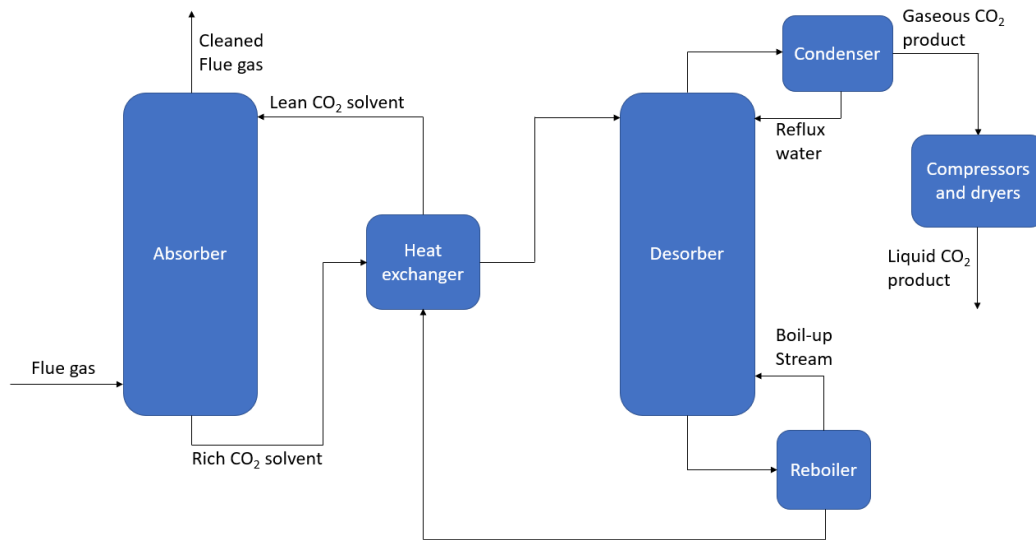 Cleaned
Flue gas
Lean CO₂ solvent
Absorber
Flue gas
Rich CO₂ solvent
Heat
exchanger
Desorber
Condenser
Reflux
water
Gaseous CO₂
product
Compressors
and dryers
Liquid CO₂
product
Boil-up
Stream
Reboiler